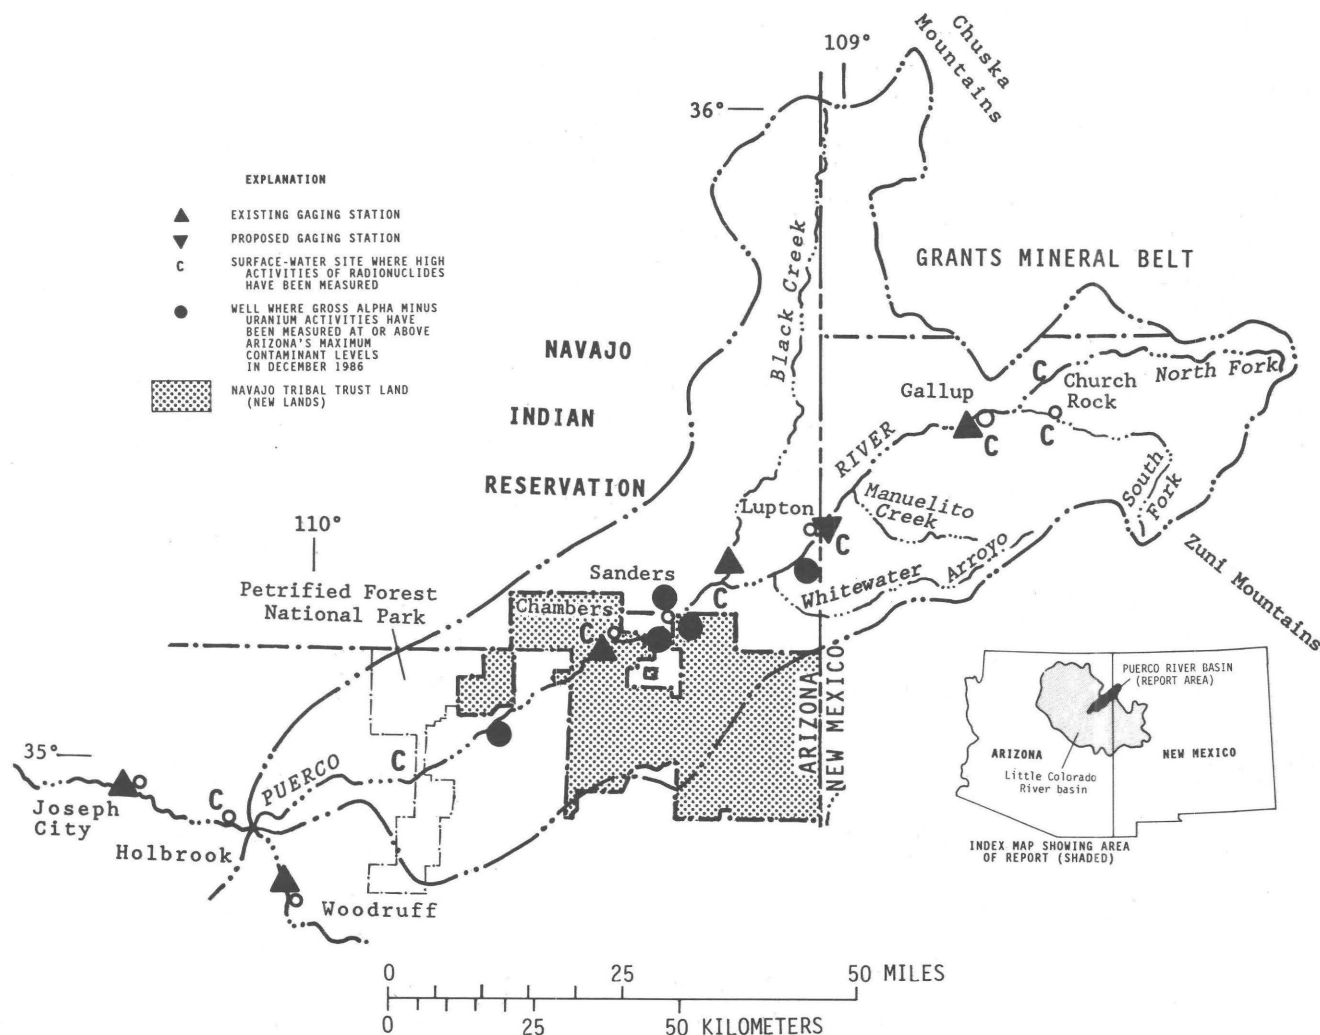 Chuska
Mountains
109°
36°
EXPLANATION
EXISTING GAGING STATION
PROPOSED GAGING STATION
C SURFACE-WATER SITE WHERE HIGH
ACTIVITIES OF RADIONUCLIDES
HAVE BEEN MEASURED
WELL WHERE GROSS ALPHA MINUS
URANIUM ACTIVITIES HAVE
BEEN MEASURED AT OR ABOVE
ARIZONA'S MAXIMUM
CONTAMINANT LEVELS
IN DECEMBER 1986
NAVAJO TRIBAL TRUST LAND
(NEW LANDS)
GRANTS MINERAL BELT
Black Creek
NAVAJO
INDIAN
RESERVATION
North Fork
C
Church
Rock
Gallup
C
C
RIVER
South
Fork
Manuelito
Creek
Lupton
C
Whitewater Arroyo
Zuni Mountains
110°
Petrified Forest
National Park
Sanders
C
Chambers
C
ARIZONA
NEW MEXICO
PUERCO RIVER BASIN
(REPORT AREA)
ARIZONA
NEW MEXICO
Little Colorado
River basin
INDEX MAP SHOWING AREA
OF REPORT (SHADED)
35°
C
PUERCO
C
Joseph
City
Holbrook
Woodruff
0 25 50 MILES
0 25 50 KILOMETERS